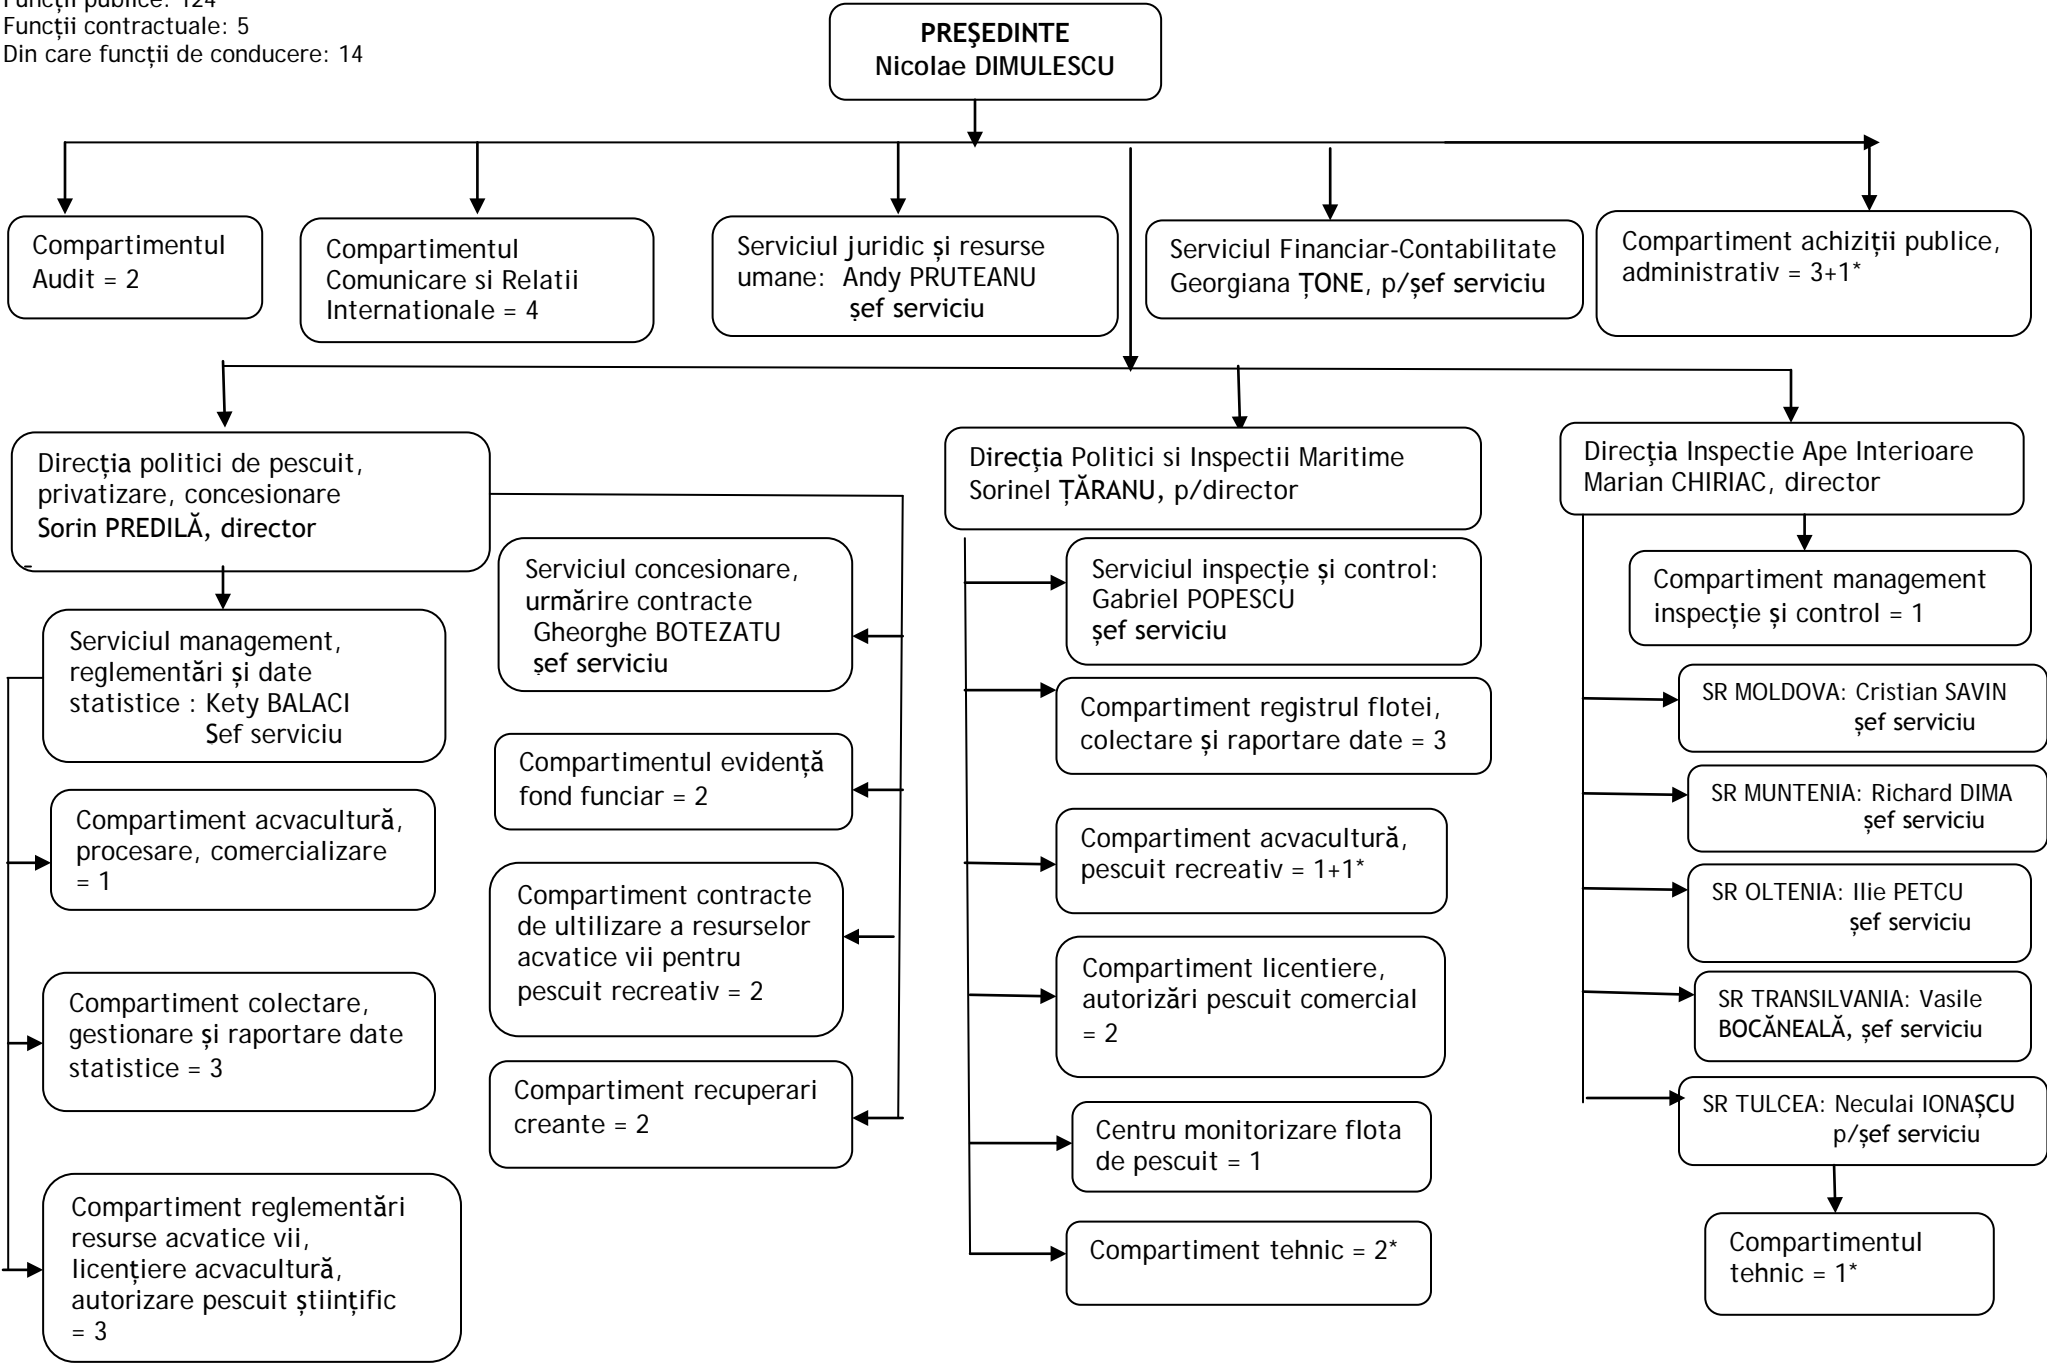 Funcții publice: 124
Funcții contractuale: 5
Din care funcții de conducere: 14
PREŞEDINTE
Nicolae DIMULESCU
Compartimentul
Audit = 2
Compartimentul
Comunicare si Relatii
Internationale = 4
Serviciul juridic și resurse
umane: Andy PRUTEANU
șef serviciu
Serviciul Financiar-Contabilitate
Georgiana ȚONE, p/șef serviciu
Compartiment achiziții publice,
administrativ = 3+1*
Direcția politici de pescuit,
privatizare, concesionare
Sorin PREDILĂ, director
Serviciul management,
reglementări și date
statistice : Kety BALACI
Șef serviciu
Compartiment acvacultură,
procesare, comercializare
= 1
Compartiment colectare,
gestionare și raportare date
statistice = 3
Compartiment reglementări
resurse acvatice vii,
licențiere acvacultură,
autorizare pescuit științific
= 3
Serviciul concesionare,
urmărire contracte
Gheorghe BOTEZATU
șef serviciu
Compartimentul evidență
fond funciar = 2
Compartiment contracte
de ultilizare a resurselor
acvatice vii pentru
pescuit recreativ = 2
Compartiment recuperari
creante = 2
Direcţia Politici si Inspectii Maritime
Sorinel ȚĂRANU, p/director
Serviciul inspecție și control:
Gabriel POPESCU
șef serviciu
Compartiment registrul flotei,
colectare și raportare date = 3
Compartiment acvacultură,
pescuit recreativ = 1+1*
Compartiment licentiere,
autorizări pescuit comercial
= 2
Centru monitorizare flota
de pescuit = 1
Compartiment tehnic = 2*
Direcţia Inspectie Ape Interioare
Marian CHIRIAC, director
Compartiment management
inspecție și control = 1
SR MOLDOVA: Cristian SAVIN
șef serviciu
SR MUNTENIA: Richard DIMA
șef serviciu
SR OLTENIA: Ilie PETCU
șef serviciu
SR TRANSILVANIA: Vasile
BOCĂNEALĂ, șef serviciu
SR TULCEA: Neculai IONAȘCU
p/șef serviciu
Compartimentul
tehnic = 1*